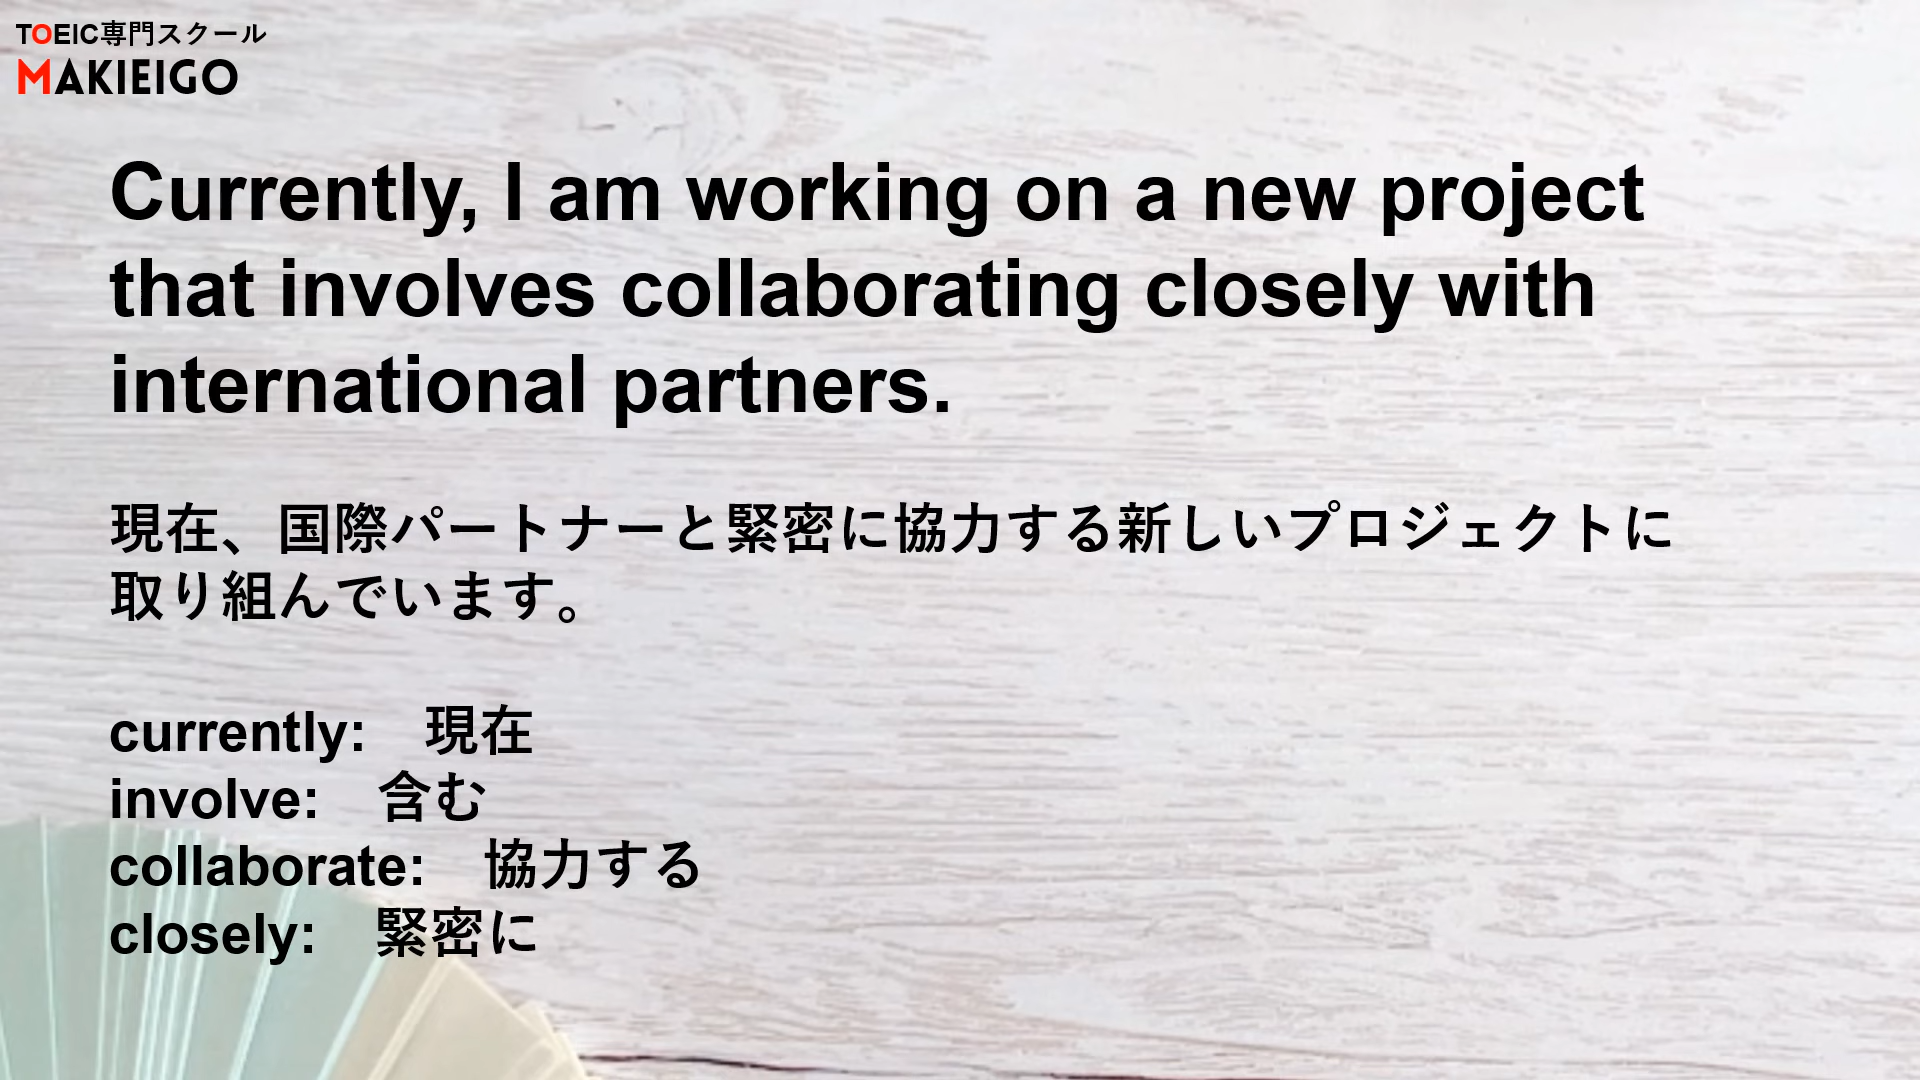 TOEIC専門スクール
MAKIEIGO
Currently, I am working on a new project
that involves collaborating closely with
international partners.
現在、国際パートナーと緊密に協力する新しいプロジェクトに
取り組んでいます。
currently:　現在
involve:　含む
collaborate:　協力する
closely:　緊密に